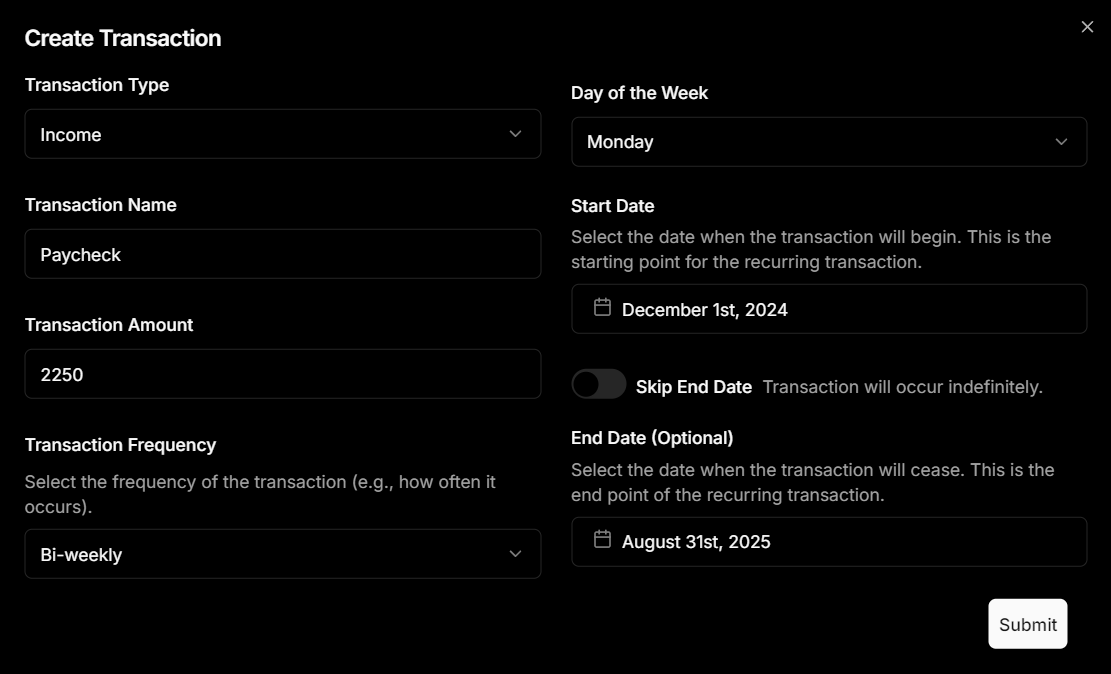 Create Transaction
Transaction Type
Income
Transaction Name
Paycheck
Transaction Amount
2250
Transaction Frequency
Select the frequency of the transaction (e.g., how often it
occurs).
Bi-weekly
Day of the Week
Monday
Start Date
Select the date when the transaction will begin. This is the
starting point for the recurring transaction.
December 1st, 2024
Skip End Date Transaction will occur indefinitely.
End Date (Optional)
Select the date when the transaction will cease. This is the
end point of the recurring transaction.
August 31st, 2025
Submit